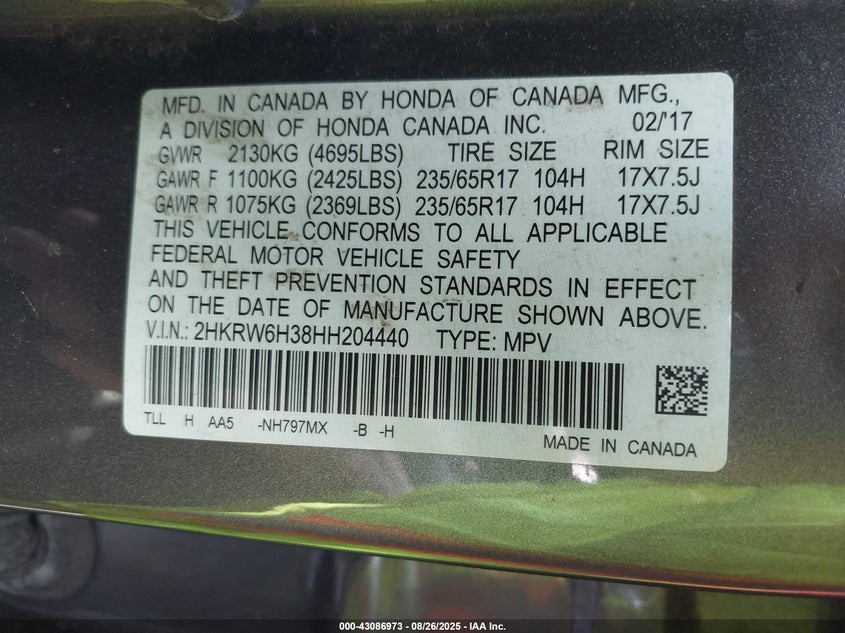 MFD. IN CANADA BY HONDA OF CANADA MFG.,
A DIVISION OF HONDA CANADA INC. 02/'17
GVWR 2130KG (4695LBS) TIRE SIZE RIM SIZE
GAWR F 1100KG (2425LBS) 235/65R17 104H 17X7.5J
GAWR R 1075KG (2369LBS) 235/65R17 104H 17X7.5J
THIS VEHICLE CONFORMS TO ALL APPLICABLE
FEDERAL MOTOR VEHICLE SAFETY
AND THEFT PREVENTION STANDARDS IN EFFECT
ON THE DATE OF MANUFACTURE SHOWN ABOVE.
V.I.N.: 2HKRW6H38HH204440 TYPE: MPV
TLL H AA5 -NH797MX -B -H
MADE IN CANADA
000-43086973 - 08/26/2025 - IAA Inc.